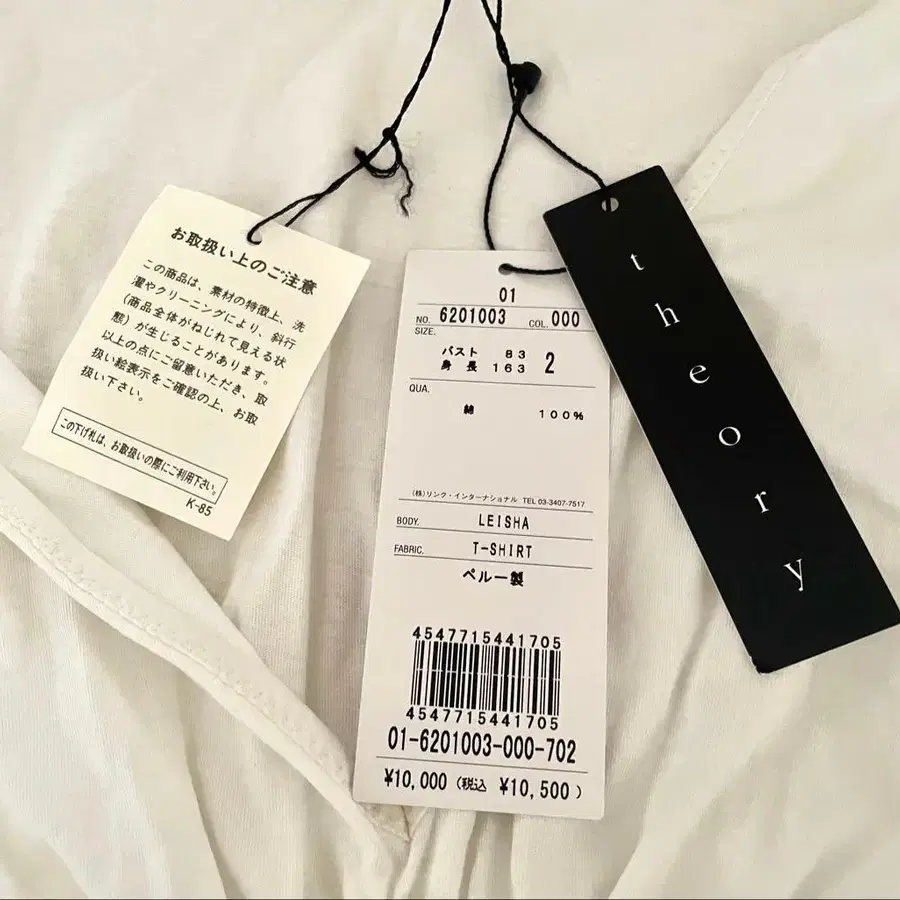 お取扱い上のご注意
この商品は、素材の特徴上、洗
濯やクリーニングにより、斜行
（商品全体がねじれて見える状
態）が生じることがあります。
以上の点にご留意いただき、取
扱い絵表示をご確認の上、お取
扱い下さい。
この下げ札は、お取扱いの際にご利用下さい。
K-85
01
NO. 6201003 COL. 000
SIZE.
バスト 83 2
身長 163
QUA.
綿 100%
(株)リンク・インターナショナル TEL 03-3407-7517
BODY. LEISHA
FABRIC. T-SHIRT
ペルー製
4547715441705
4547715441705
01-6201003-000-702
¥10,000 (税込 ¥10,500)
theory